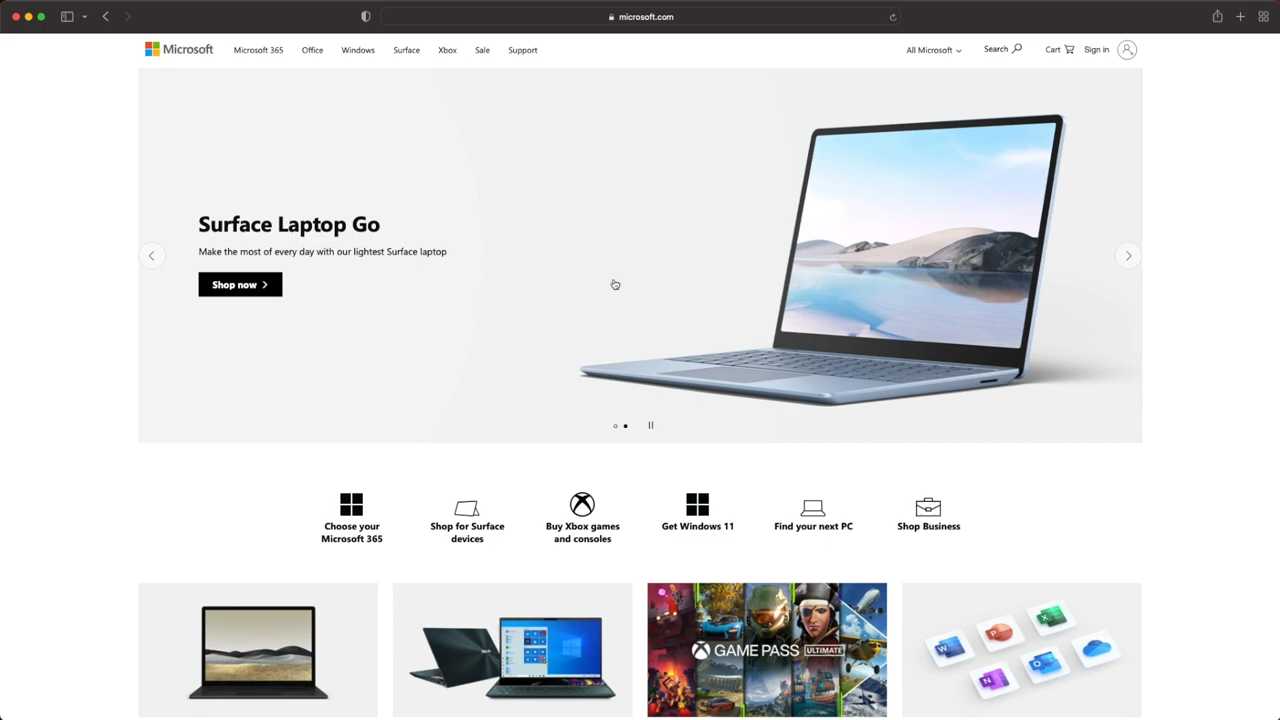 microsoft.com
Microsoft Microsoft 365 Office Windows Surface Xbox Sale Support All Microsoft Search Cart Sign in
Surface Laptop Go
Make the most of every day with our lightest Surface laptop
Shop now
Choose your
Microsoft 365
Shop for Surface
devices
Buy Xbox games
and consoles
Get Windows 11
Find your next PC
Shop Business
GAME PASS ULTIMATE
W
P
X
N
O